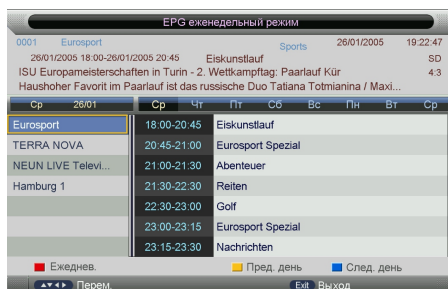 EPG еженедельный режим
0001 Eurosport Sports 26/01/2005 19:22:47
26/01/2005 18:00-26/01/2005 20:45 Eiskunstlauf SD
ISU Europameisterschaften in Turin - 2. Wettkampftag: Paarlauf Kür 4:3
Haushoher Favorit im Paarlauf ist das russische Duo Tatiana Totmianina / Maxi...
Ср 26/01 Ср Чт Пт Сб Вс Пн Вт Ср
Eurosport 18:00-20:45 Eiskunstlauf
TERRA NOVA 20:45-21:00 Eurosport Spezial
NEUN LIVE Televi... 21:00-21:30 Abenteuer
Hamburg 1 21:30-22:30 Reiten
22:30-23:00 Golf
23:00-23:15 Eurosport Spezial
23:15-23:30 Nachrichten
Ежеднев. Пред. день След. день
Перем. Exit Выход